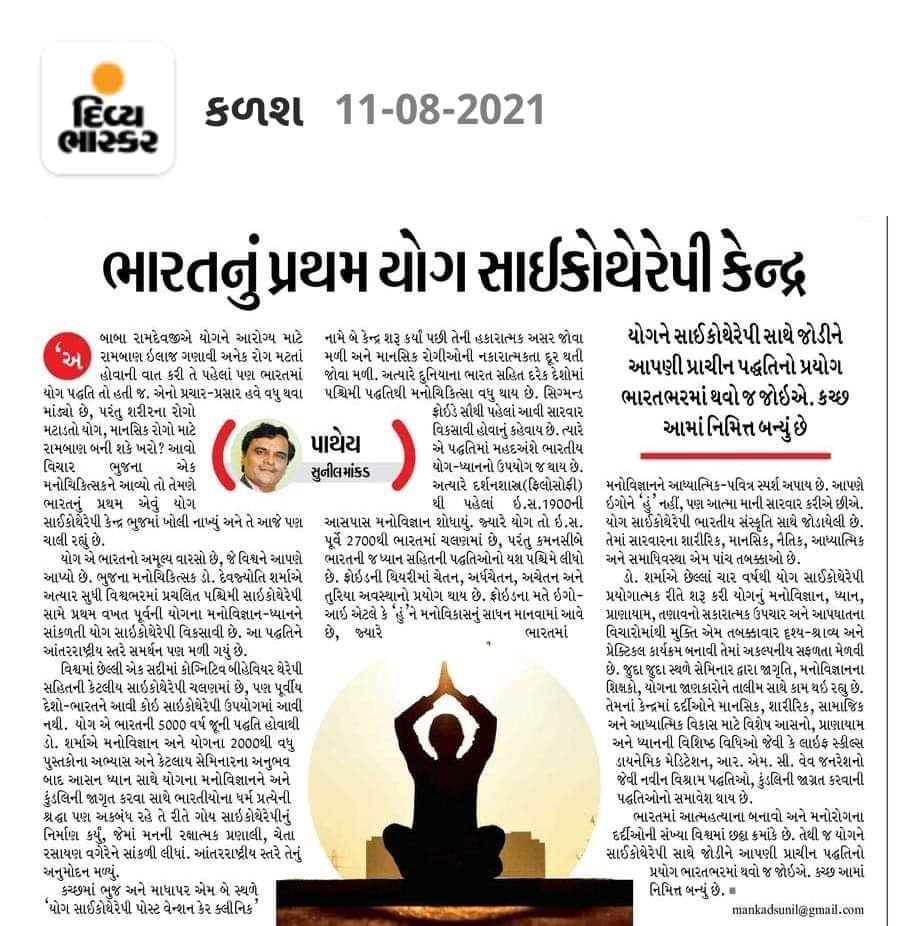 દિવ્ય
ભાસ્કર
કળશ 11-08-2021
ભારતનું પ્રથમ યોગ સાઈકોથેરેપી કેન્દ્ર
'અ
બાબા રામદેવજીએ યોગને આરોગ્ય માટે
રામબાણ ઇલાજ ગણાવી અનેક રોગ મટતાં
હોવાની વાત કરી તે પહેલાં પણ ભારતમાં
યોગ પદ્ધતિ તો હતી જ. એનો પ્રચાર-પ્રસાર હવે વધુ થવા
માંડ્યો છે, પરંતુ શરીરના રોગો
મટાડતો યોગ, માનસિક રોગો માટે
રામબાણ બની શકે ખરો? આવો
વિચાર ભુજના એક
મનોચિકિત્સકને આવ્યો તો તેમણે
ભારતનું પ્રથમ એવું યોગ
સાઈકોથેરેપી કેન્દ્ર ભુજમાં ખોલી નાખ્યું અને તે આજે પણ
ચાલી રહ્યું છે.
યોગ એ ભારતનો અમૂલ્ય વારસો છે, જે વિશ્વને આપણે
આપ્યો છે. ભુજના મનોચિકિત્સક ડો. દેવજ્યોતિ શર્માએ
અત્યાર સુધી વિશ્વભરમાં પ્રચલિત પશ્ચિમી સાઈકોથેરેપી
સામે પ્રથમ વખત પૂર્વની યોગના મનોવિજ્ઞાન-ધ્યાનને
સાંકળતી યોગ સાઇકોથેરેપી વિકસાવી છે. આ પદ્ધતિને
આંતરરાષ્ટ્રીય સ્તરે સમર્થન પણ મળી ગયું છે.
વિશ્વમાં છેલ્લી એક સદીમાં કોગ્નિટિવ બીહેવિયર થેરેપી
સહિતની કેટલીય સાઇકોથેરેપી ચલણમાં છે, પણ પૂર્વીય
દેશો-ભારતને આવી કોઇ સાઈકોથેરેપી ઉપયોગમાં આવી
નથી. યોગ એ ભારતની 5000 વર્ષ જૂની પદ્ધતિ હોવાથી
ડો. શર્માએ મનોવિજ્ઞાન અને યોગના 2000થી વધુ
પુસ્તકોના અભ્યાસ અને કેટલાય સેમિનારના અનુભવ
બાદ આસન ધ્યાન સાથે યોગના મનોવિજ્ઞાનને અને
કુંડલિની જાગૃત કરવા સાથે ભારતીયોના ધર્મ પ્રત્યેની
શ્રદ્ધા પણ અકબંધ રહે તે રીતે ગોય સાઇકોથેરેપીનું
નિર્માણ કર્યું, જેમાં મનની રક્ષાત્મક પ્રણાલી, ચેતા
રસાયણ વગેરેને સાંકળી લીધાં. આંતરરાષ્ટ્રીય સ્તરે તેનું
અનુમોદન મળ્યું.
કચ્છમાં ભુજ અને માધાપર એમ બે સ્થળે
'યોગ સાઈકોથેરેપી પોસ્ટ વેન્શન કેર ક્લીનિક'
નામે બે કેન્દ્ર શરૂ કર્યાં પછી તેની હકારાત્મક અસર જોવા
મળી અને માનસિક રોગીઓની નકારાત્મકતા દૂર થતી
જોવા મળી. અત્યારે દુનિયાના ભારત સહિત દરેક દેશોમાં
પશ્ચિમી પદ્ધતિથી મનોચિકિત્સા વધુ થાય છે. સિગ્મન્ડ
ફ્રોઇડે સૌથી પહેલાં આવી સારવાર
વિકસાવી હોવાનું કહેવાય છે. ત્યારે
એ પદ્ધતિમાં મહદઅંશે ભારતીય
યોગ-ધ્યાનનો ઉપયોગ જ થાય છે.
અત્યારે દર્શનશાસ્ત્ર(ફિલોસોફી)
થી પહેલાં ઇ.સ.1900ની
આસપાસ મનોવિજ્ઞાન શોધાયું. જ્યારે યોગ તો ઇ.સ.
પૂર્વે 2700થી ભારતમાં ચલણમાં છે, પરંતુ કમનસીબે
ભારતની જ ધ્યાન સહિતની પદ્ધતિઓનો યશ પશ્ચિમે લીધો
છે. ફ્રોઇડની થિયરીમાં ચેતન, અર્ધચેતન, અચેતન અને
તુરિયા અવસ્થાનો પ્રયોગ થાય છે. ફ્રોઇડના મતે ઇગો-
આઇ એટલે કે 'હું'ને મનોવિકાસનું સાધન માનવામાં આવે
છે, જ્યારે ભારતમાં
પાથેય
સુનીલ માંકડ
યોગને સાઈકોથેરેપી સાથે જોડીને
આપણી પ્રાચીન પદ્ધતિનો પ્રયોગ
ભારતભરમાં થવો જ જોઇએ. કચ્છ
આમાં નિમિત્ત બન્યું છે
મનોવિજ્ઞાનને આધ્યાત્મિક-પવિત્ર સ્પર્શ અપાય છે. આપણે
ઇગોને 'હું' નહીં, પણ આત્મા માની સારવાર કરીએ છીએ.
યોગ સાઈકોથેરેપી ભારતીય સંસ્કૃતિ સાથે જોડાયેલી છે.
તેમાં સારવારના શારીરિક, માનસિક, નૈતિક, આધ્યાત્મિક
અને સમાધિવસ્થા એમ પાંચ તબક્કાઓ છે.
ડો. શર્માએ છેલ્લાં ચાર વર્ષથી યોગ સાઈકોથેરેપી
પ્રયોગાત્મક રીતે શરૂ કરી યોગનું મનોવિજ્ઞાન, ધ્યાન,
પ્રાણાયામ, તણાવનો સકારાત્મક ઉપચાર અને આપઘાતના
વિચારોમાંથી મુક્તિ એમ તબક્કાવાર દૃશ્ય-શ્રાવ્ય અને
પ્રેક્ટિકલ કાર્યક્રમ બનાવી તેમાં અકલ્પનીય સફળતા મેળવી
છે. જુદા જુદા સ્થળે સેમિનાર દ્વારા જાગૃતિ, મનોવિજ્ઞાનના
શિક્ષકો, યોગના જાણકારોને તાલીમ સાથે કામ થઇ રહ્યુ છે.
તેમનાં કેન્દ્રમાં દર્દીઓને માનસિક, શારીરિક, સામાજિક
અને આધ્યાત્મિક વિકાસ માટે વિશેષ આસનો, પ્રાણાયામ
અને ધ્યાનની વિશિષ્ટ વિધિઓ જેવી કે લાઇફ સ્કીલ્સ
ડાયનેમિક મેડિટેશન, આર. એમ. સી. વેવ જનરેશનો
જેવી નવીન વિશ્રામ પદ્ધતિઓ, કુંડલિની જાગ્રત કરવાની
પદ્ધતિઓનો સમાવેશ થાય છે.
ભારતમાં આત્મહત્યાના બનાવો અને મનોરોગના
દર્દીઓની સંખ્યા વિશ્વમાં છઠ્ઠા ક્રમાંકે છે. તેથી જ યોગને
સાઈકોથેરેપી સાથે જોડીને આપણી પ્રાચીન પદ્ધતિનો
પ્રયોગ ભારતભરમાં થવો જ જોઇએ. કચ્છ આમાં
નિમિત્ત બન્યું છે.
mankadsunil@gmail.com